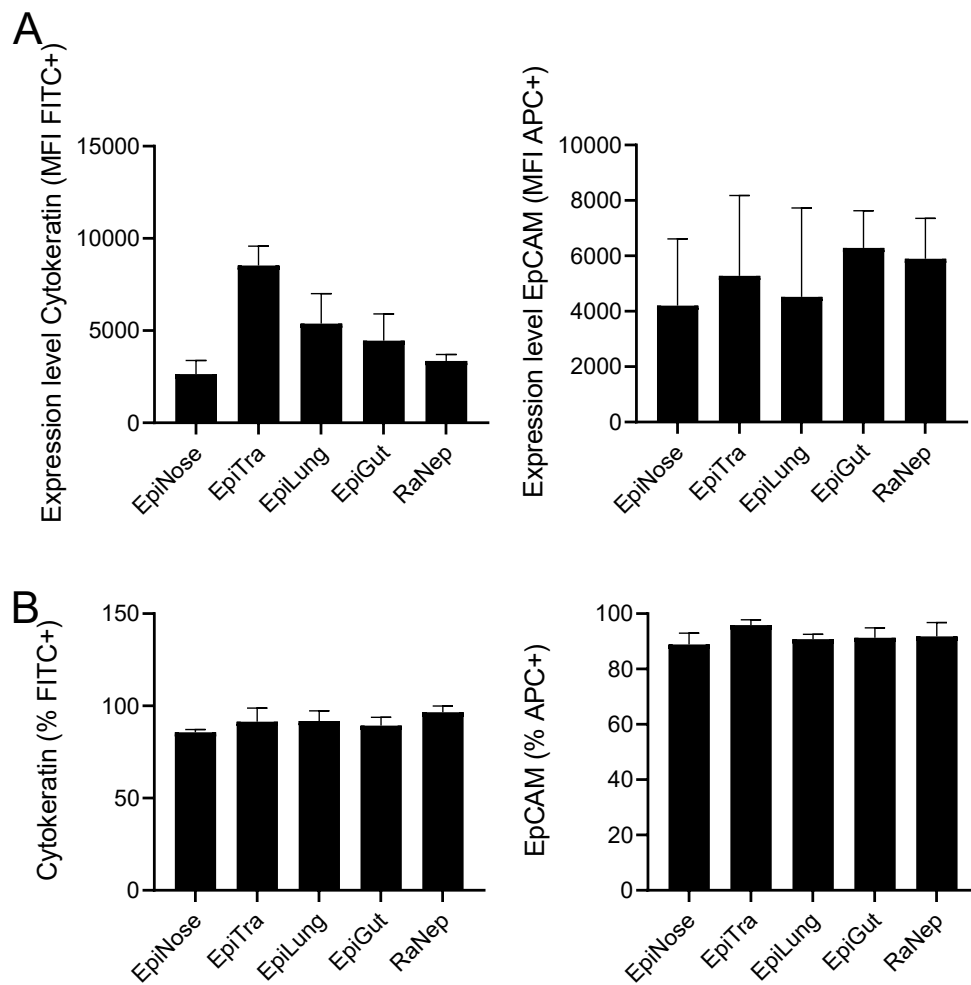 A
Expression level Cytokeratin (MFI FITC+)
15000
10000
5000
0
EpiNose
EpiTra
EpiLung
EpiGut
RaNep
Expression level EpCAM (MFI APC+)
10000
8000
6000
4000
2000
0
EpiNose
EpiTra
EpiLung
EpiGut
RaNep
B
Cytokeratin (% FITC+)
150
100
50
0
EpiNose
EpiTra
EpiLung
EpiGut
RaNep
EpCAM (% APC+)
100
80
60
40
20
0
EpiNose
EpiTra
EpiLung
EpiGut
RaNep